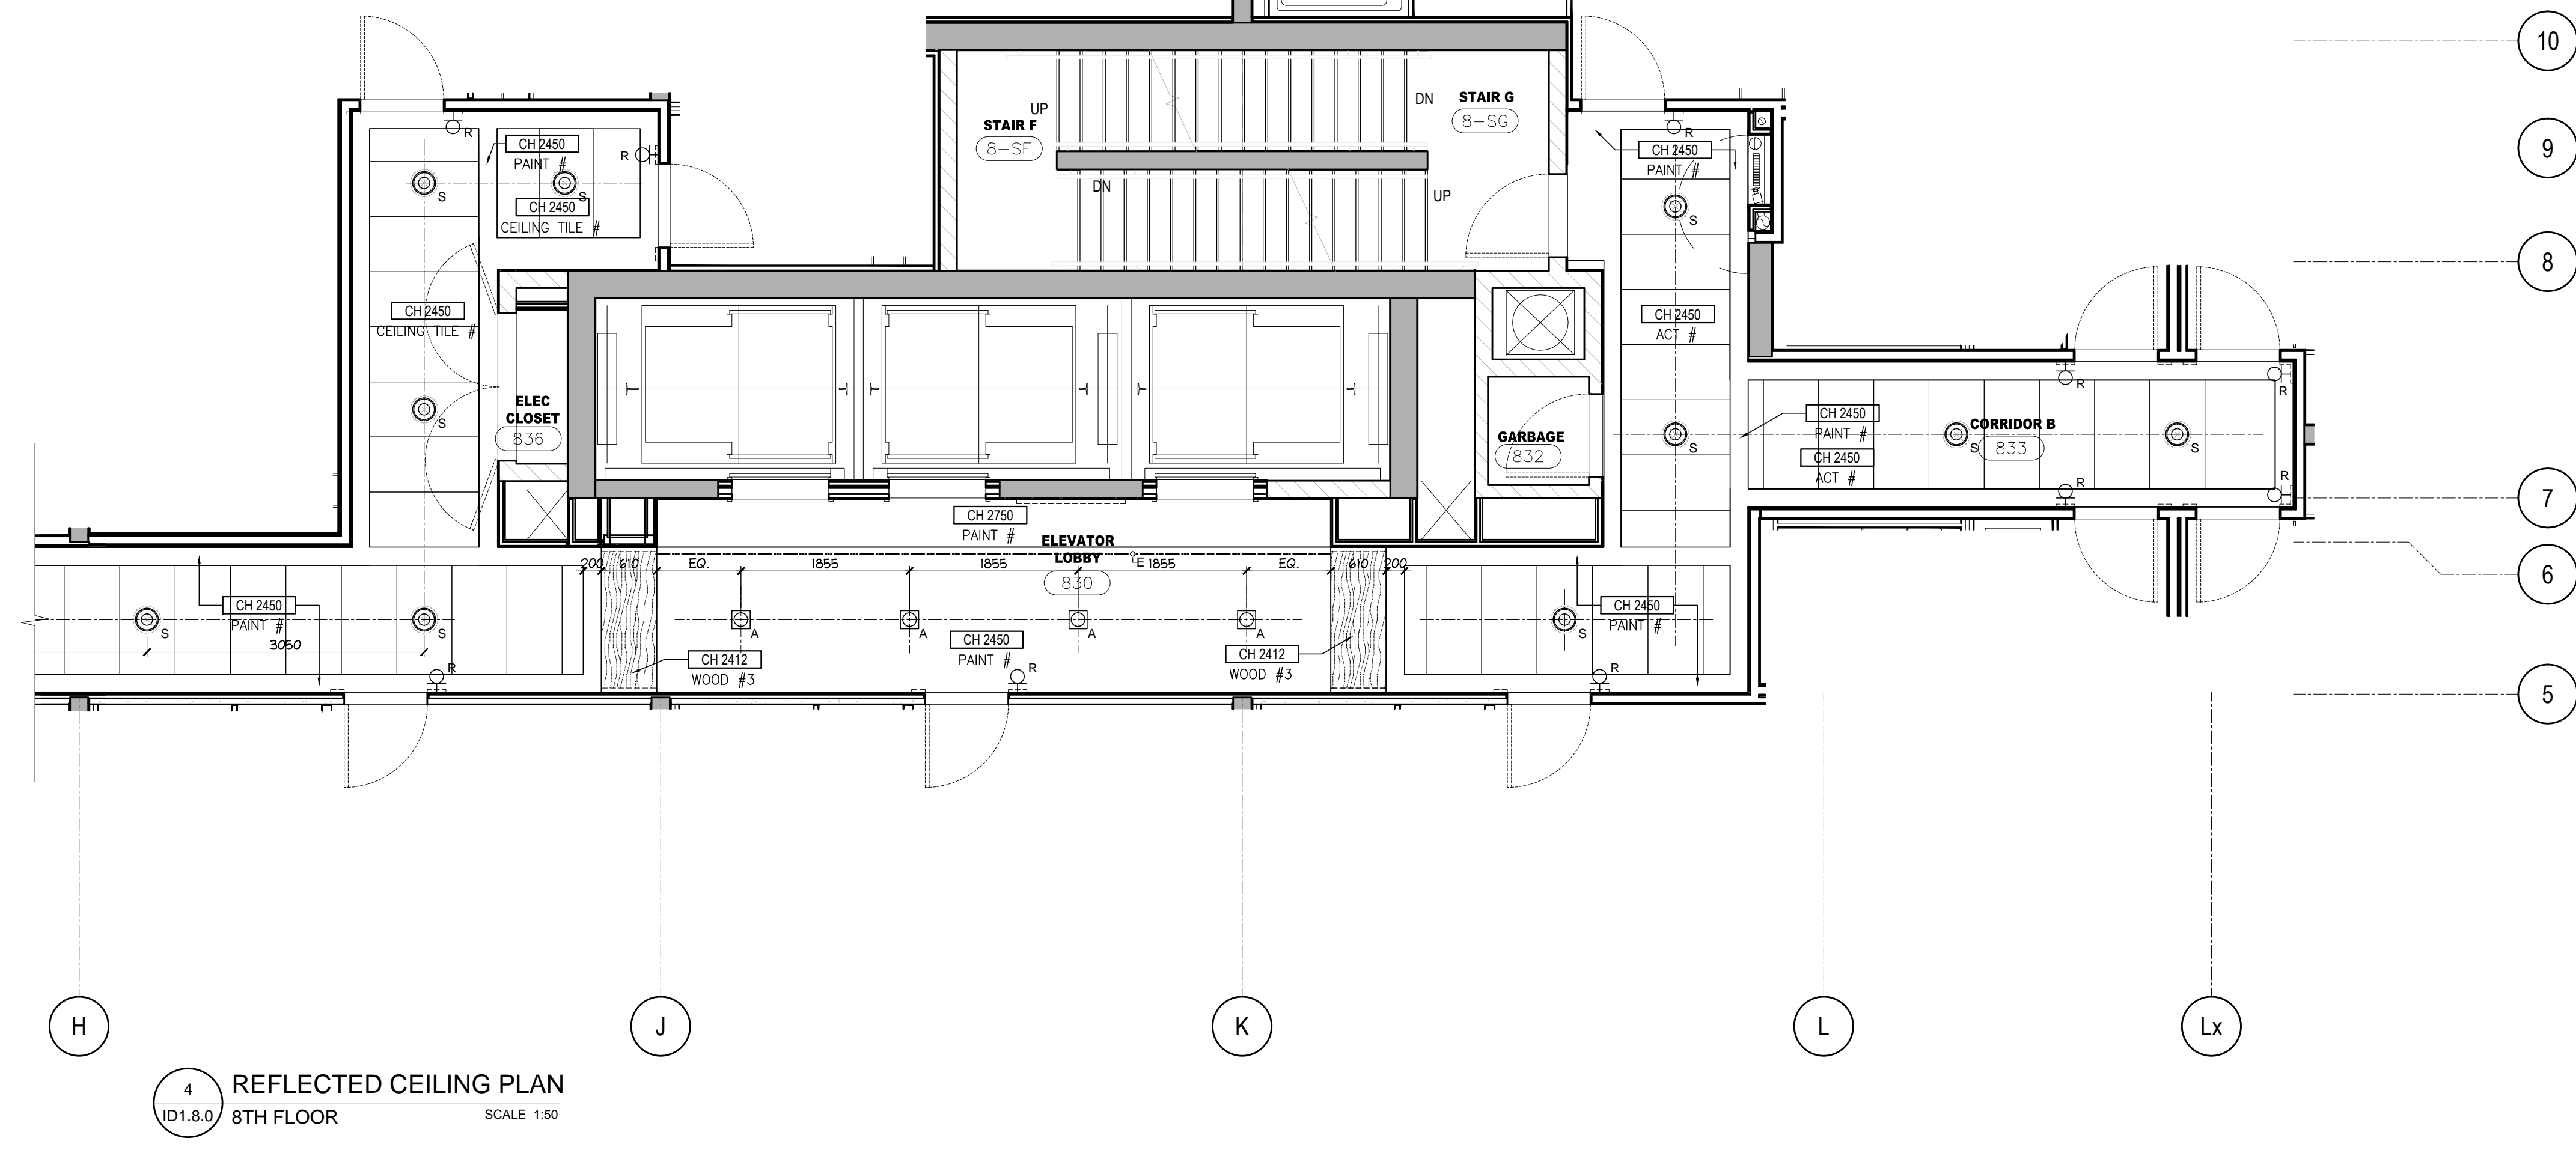 10
9
8
7
6
5
UP
DN
STAIR G
8-SG
STAIR F
8-SF
DN
UP
R
CH 2450
PAINT #
R
S
S
CH 2450
CEILING TILE #
CH 2450
CEILING TILE #
S
ELEC
CLOSET
836
R
CH 2450
PAINT #
S
CH 2450
ACT #
GARBAGE
832
S
R
R
CH 2450
PAINT #
CORRIDOR B
833
S
S
CH 2450
ACT #
R
R
CH 2750
PAINT #
ELEVATOR
LOBBY
830
E
200
610
EQ.
1855
1855
1855
EQ.
610
200
CH 2450
PAINT #
S
S
3050
R
A
A
A
A
CH 2450
PAINT #
CH 2412
WOOD #3
CH 2412
WOOD #3
R
CH 2450
PAINT #
S
R
H
J
K
L
Lx
4
ID1.8.0
REFLECTED CEILING PLAN
8TH FLOOR
SCALE 1:50